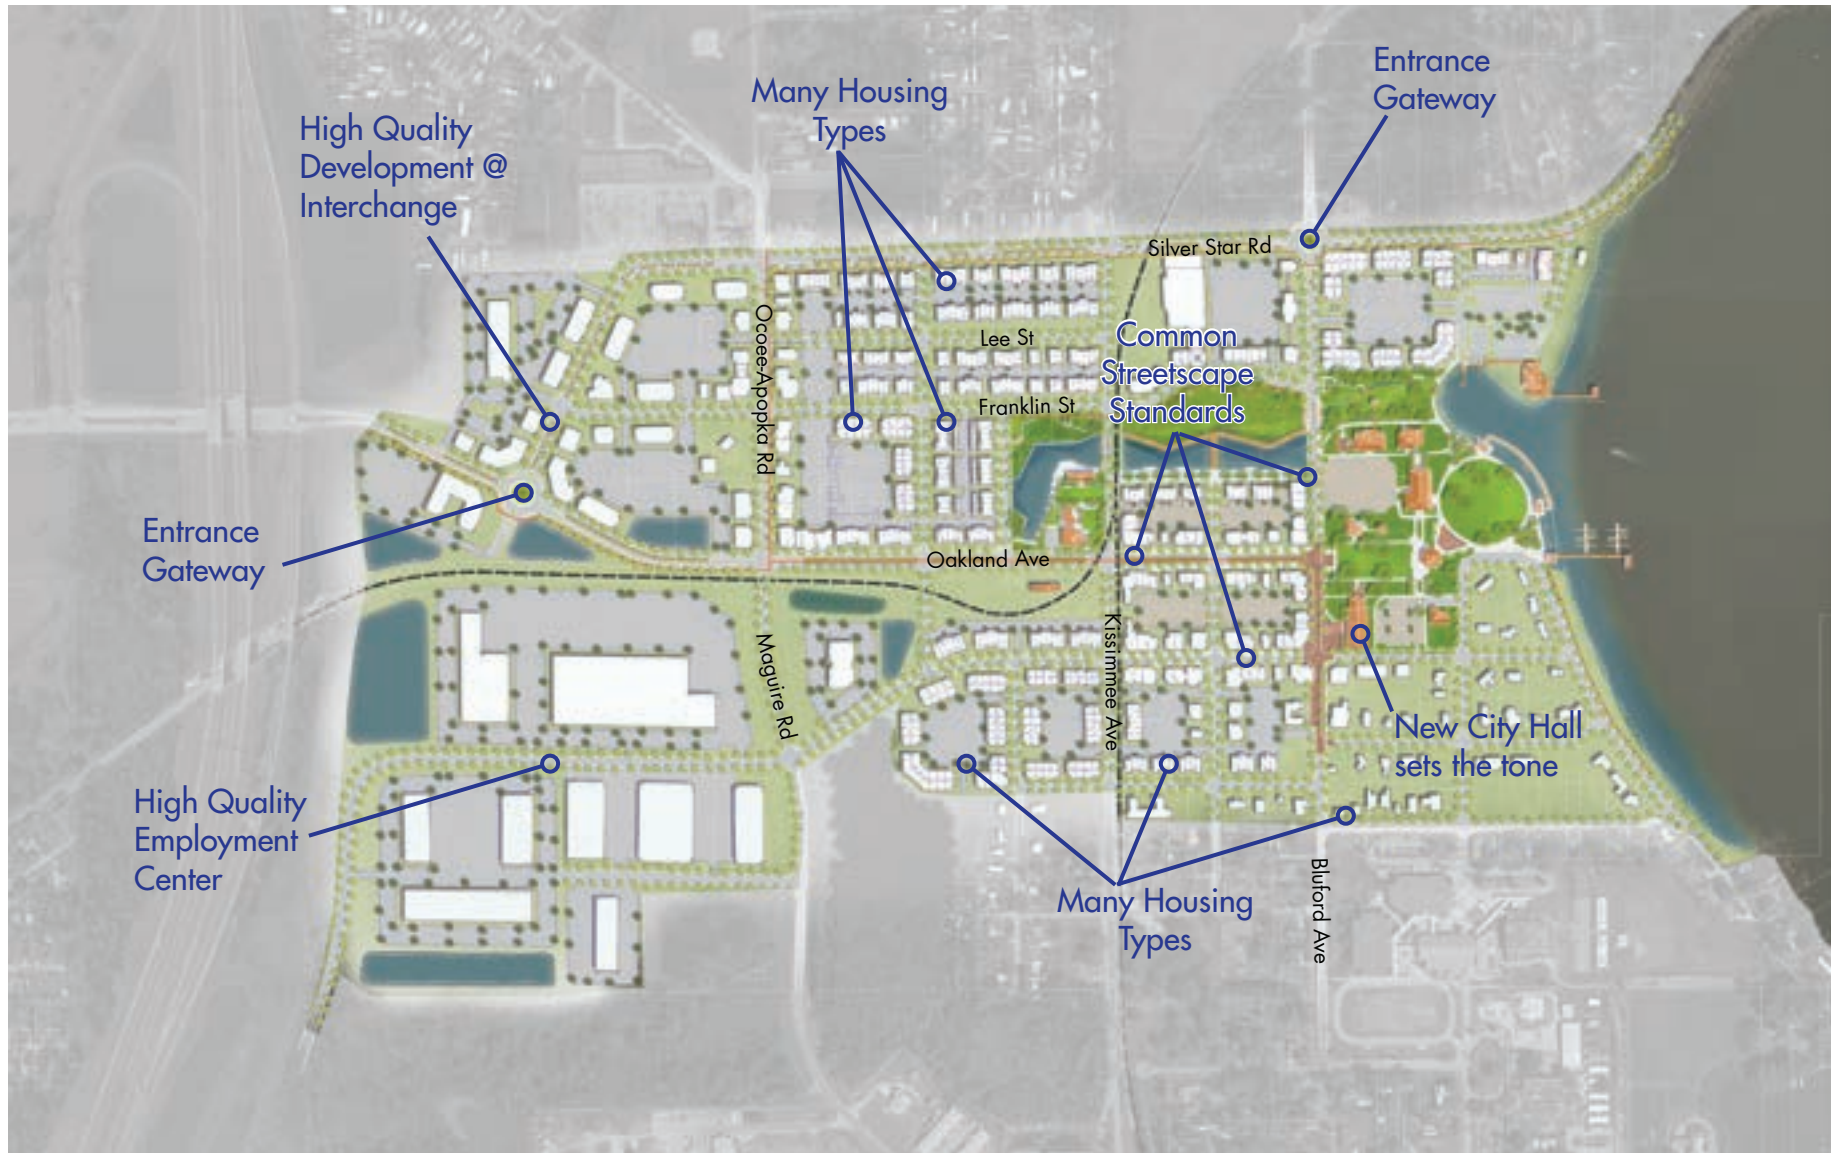 Entrance
Gateway
Many Housing
Types
High Quality
Development @
Interchange
Silver Star Rd
Ocoee-Apopka Rd
Lee St
Common
Streetscape
Standards
Franklin St
Entrance
Gateway
Oakland Ave
Maguire Rd
Kissimmee Ave
New City Hall
sets the tone
High Quality
Employment
Center
Many Housing
Types
Bluford Ave